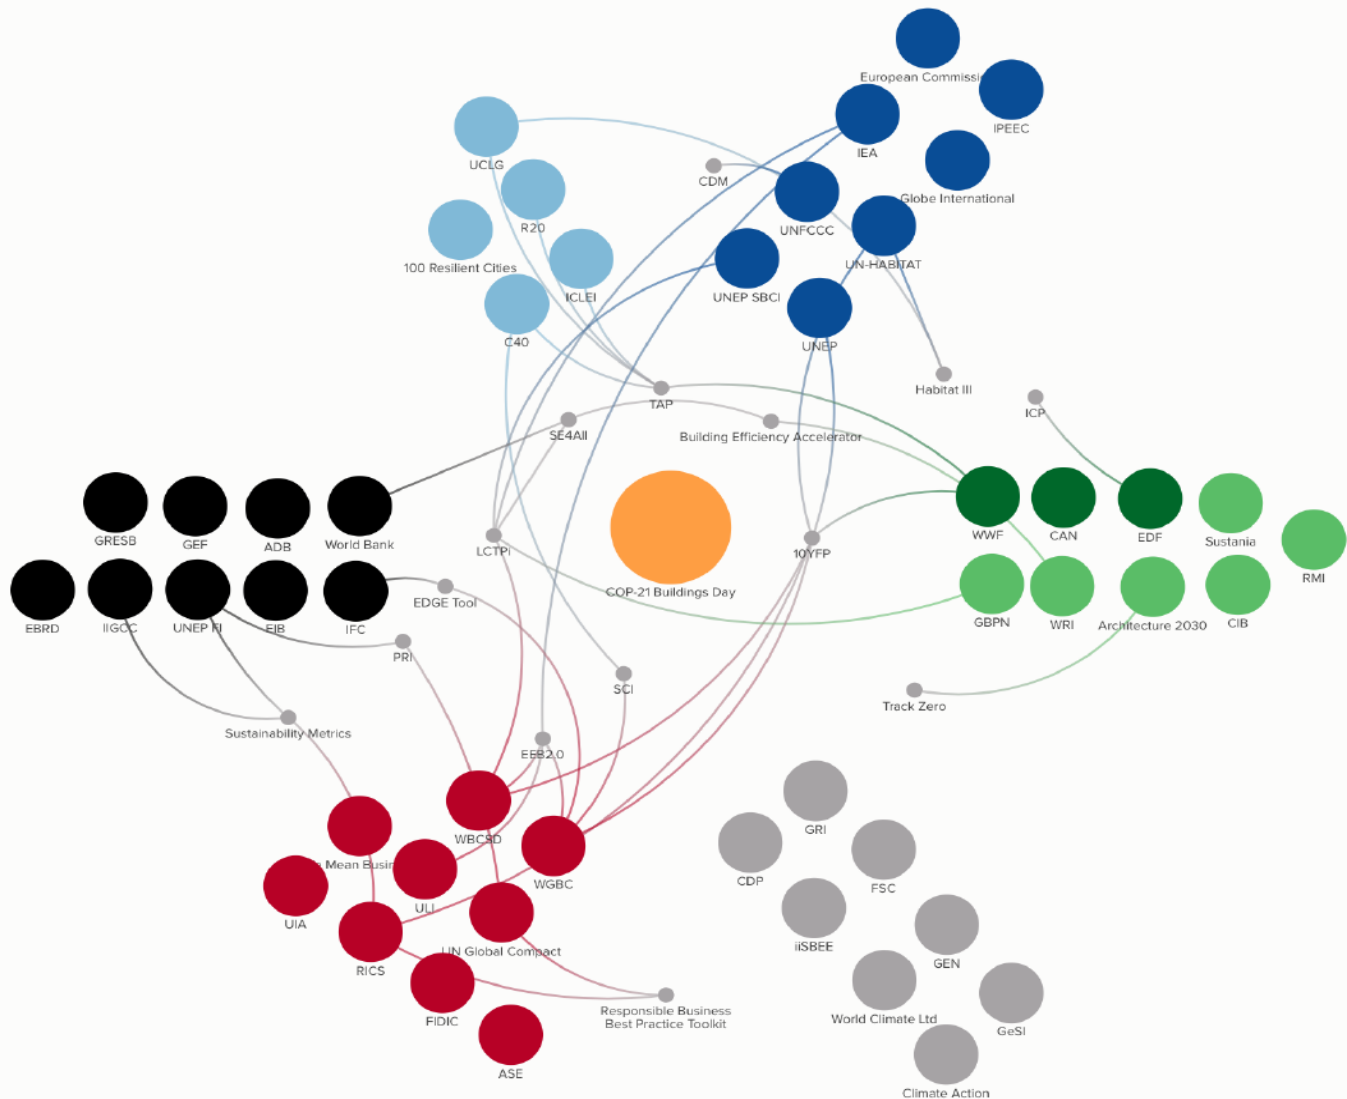 European Commissi
IPEEC
IEA
UCLG
CDM
Globe International
R20
UNFCCC
100 Resilient Cities
UN-HABITAT
ICLEI
UNEP SBCI
C40
UNEP
Habitat III
TAP
ICP
SE4All
Building Efficiency Accelerator
GRESB
GEF
ADB
World Bank
LCTPi
10YFP
WWF
CAN
EDF
Sustania
RMI
COP-21 Buildings Day
EDGE Tool
EBRD
IIGCC
UNEP FI
EIB
IFC
GBPN
WRI
Architecture 2030
CIB
PRI
SCI
Track Zero
Sustainability Metrics
EEB2.0
GRI
WBCSD
Mean Busin
CDP
FSC
WGBC
ULI
UIA
iiSBEE
UN Global Compact
GEN
RICS
Responsible Business
Best Practice Toolkit
World Climate Ltd
FIDIC
GeSI
ASE
Climate Action